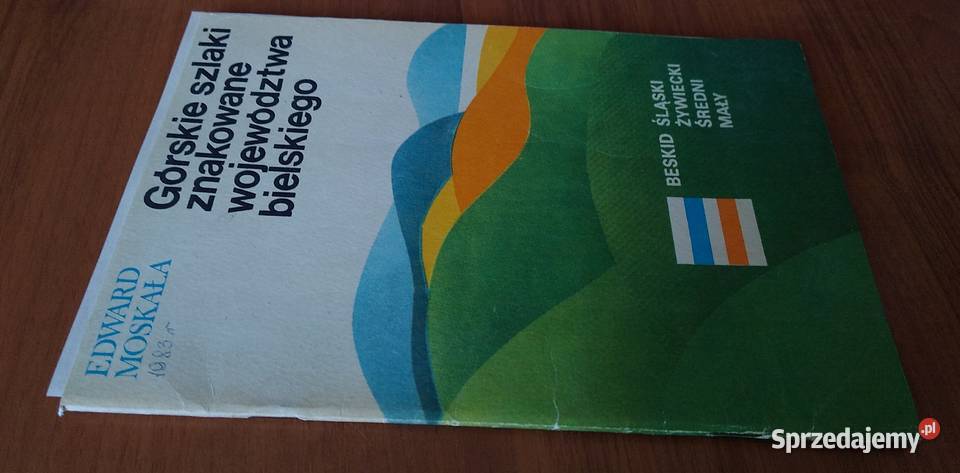 EDWARD
MOSKAŁA
1983 r
Górskie szlaki
znakowane
województwa
bielskiego
BESKID ŚLĄSKI
ŻYWIECKI
ŚREDNI
MAŁY
Sprzedajemy.pl